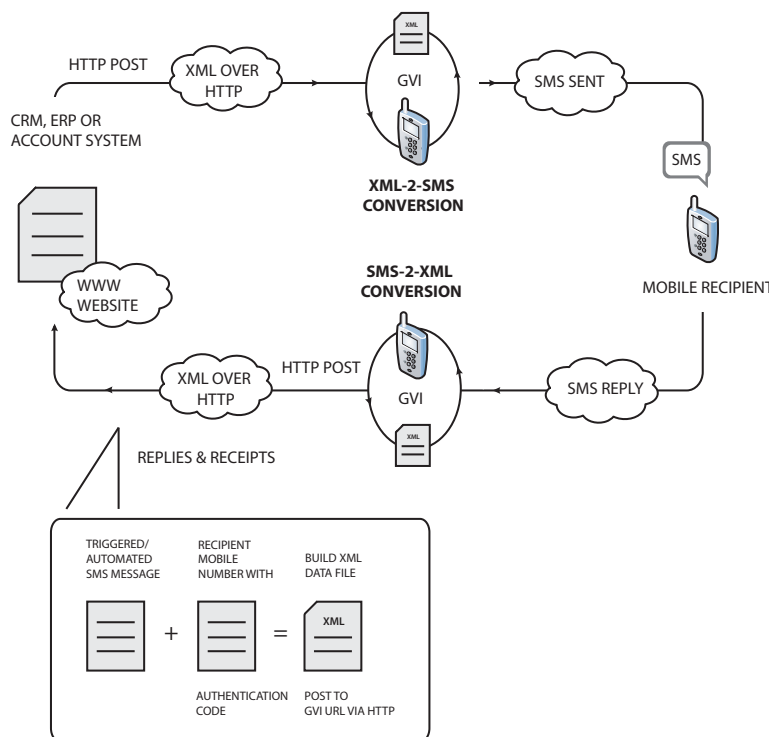 HTTP POST
XML OVER
HTTP
XML
GVI
SMS SENT
CRM, ERP OR
ACCOUNT SYSTEM
SMS
XML-2-SMS
CONVERSION
SMS-2-XML
CONVERSION
WWW
WEBSITE
MOBILE RECIPIENT
HTTP POST
XML OVER
HTTP
GVI
SMS REPLY
XML
REPLIES & RECEIPTS
TRIGGERED/
AUTOMATED
SMS MESSAGE
RECIPIENT
MOBILE
NUMBER WITH
BUILD XML
DATA FILE
+
=
XML
AUTHENTICATION
CODE
POST TO
GVI URL VIA HTTP